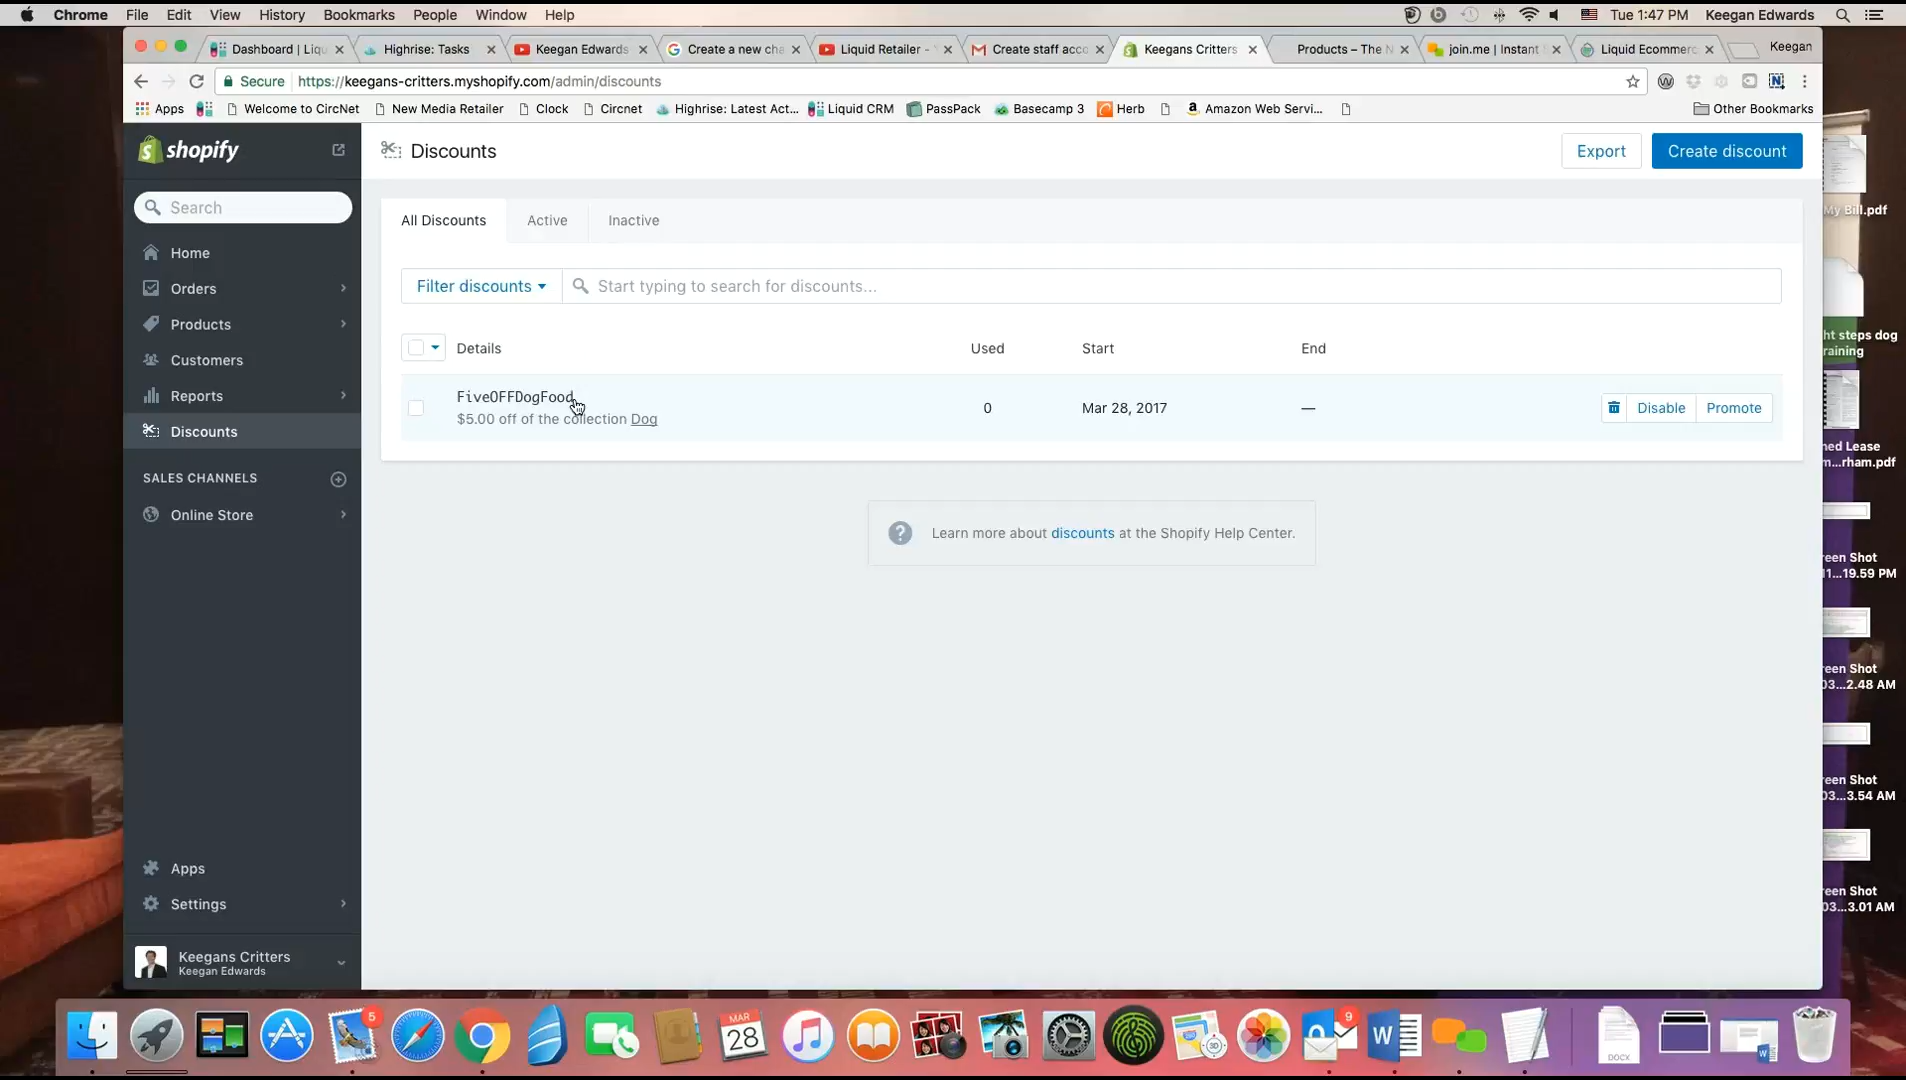 Chrome File Edit View History Bookmarks People Window Help Tue 1:47 PM Keegan Edwards
Dashboard | Liqu Highrise: Tasks Keegan Edwards Create a new cha Liquid Retailer - Create staff acco Keegans Critters Products – The N join.me | Instant Liquid Ecommerc Keegan
Secure https://keegans-critters.myshopify.com/admin/discounts
Apps Welcome to CircNet New Media Retailer Clock Circnet Highrise: Latest Act... Liquid CRM PassPack Basecamp 3 Herb Amazon Web Servi... Other Bookmarks
shopify
Discounts
Export
Create discount
Search
Home
Orders
Products
Customers
Reports
Discounts
SALES CHANNELS
Online Store
Apps
Settings
Keegans Critters
Keegan Edwards
All Discounts Active Inactive
Filter discounts Start typing to search for discounts...
Details Used Start End
FiveOFFDogFood
$5.00 off of the collection Dog
0 Mar 28, 2017 — Disable Promote
Learn more about discounts at the Shopify Help Center.
My Bill.pdf
ht steps dog
raining
ned Lease
m...rham.pdf
een Shot
11...19.59 PM
een Shot
03...2.48 AM
een Shot
03...3.54 AM
een Shot
03...3.01 AM
5
MAR
28
9
DOCX